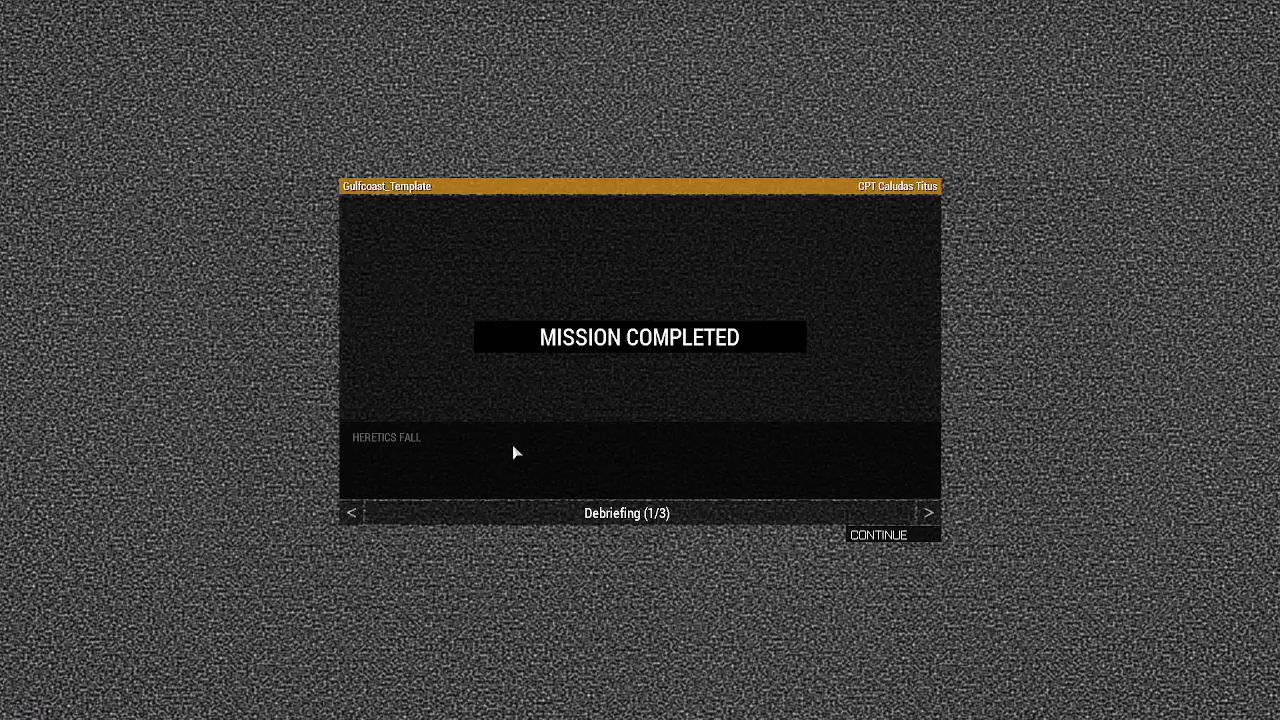 Gulfcoast_Template
CPT Caludas Titus
MISSION COMPLETED
HERETICS FALL
< Debriefing (1/3) >
CONTINUE